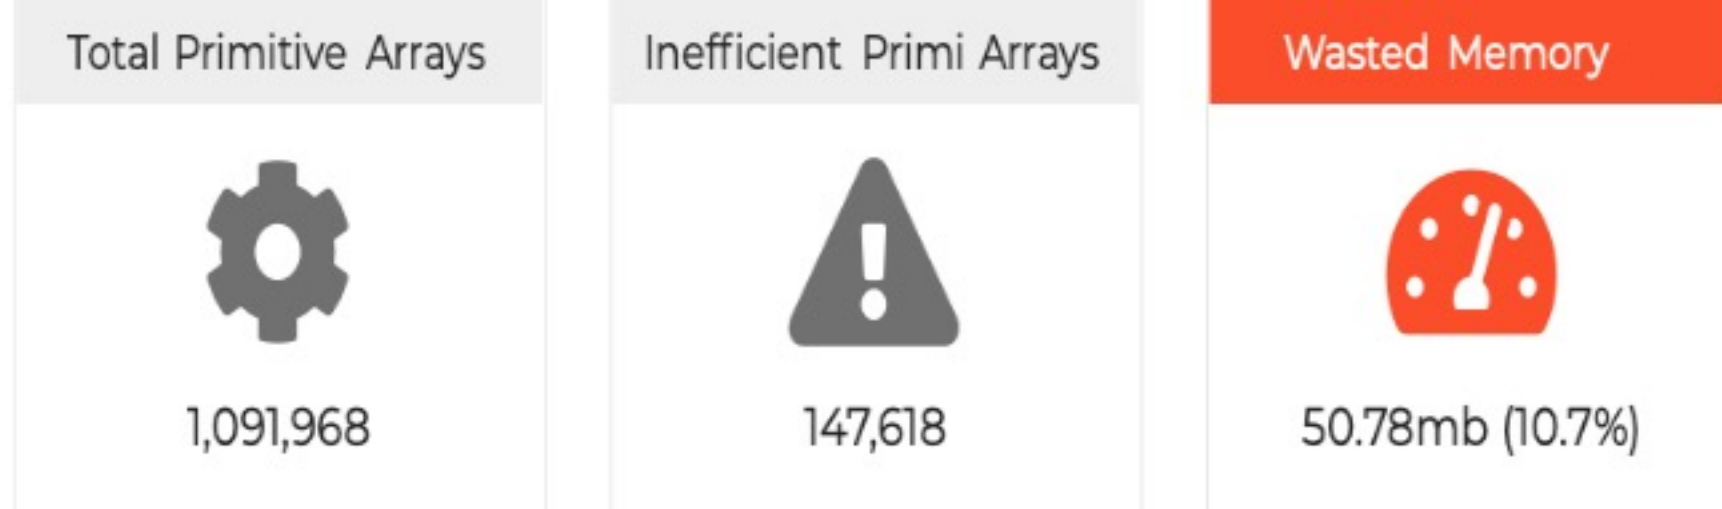 Total Primitive Arrays
Inefficient Primi Arrays
Wasted Memory
1,091,968
147,618
50.78mb (10.7%)